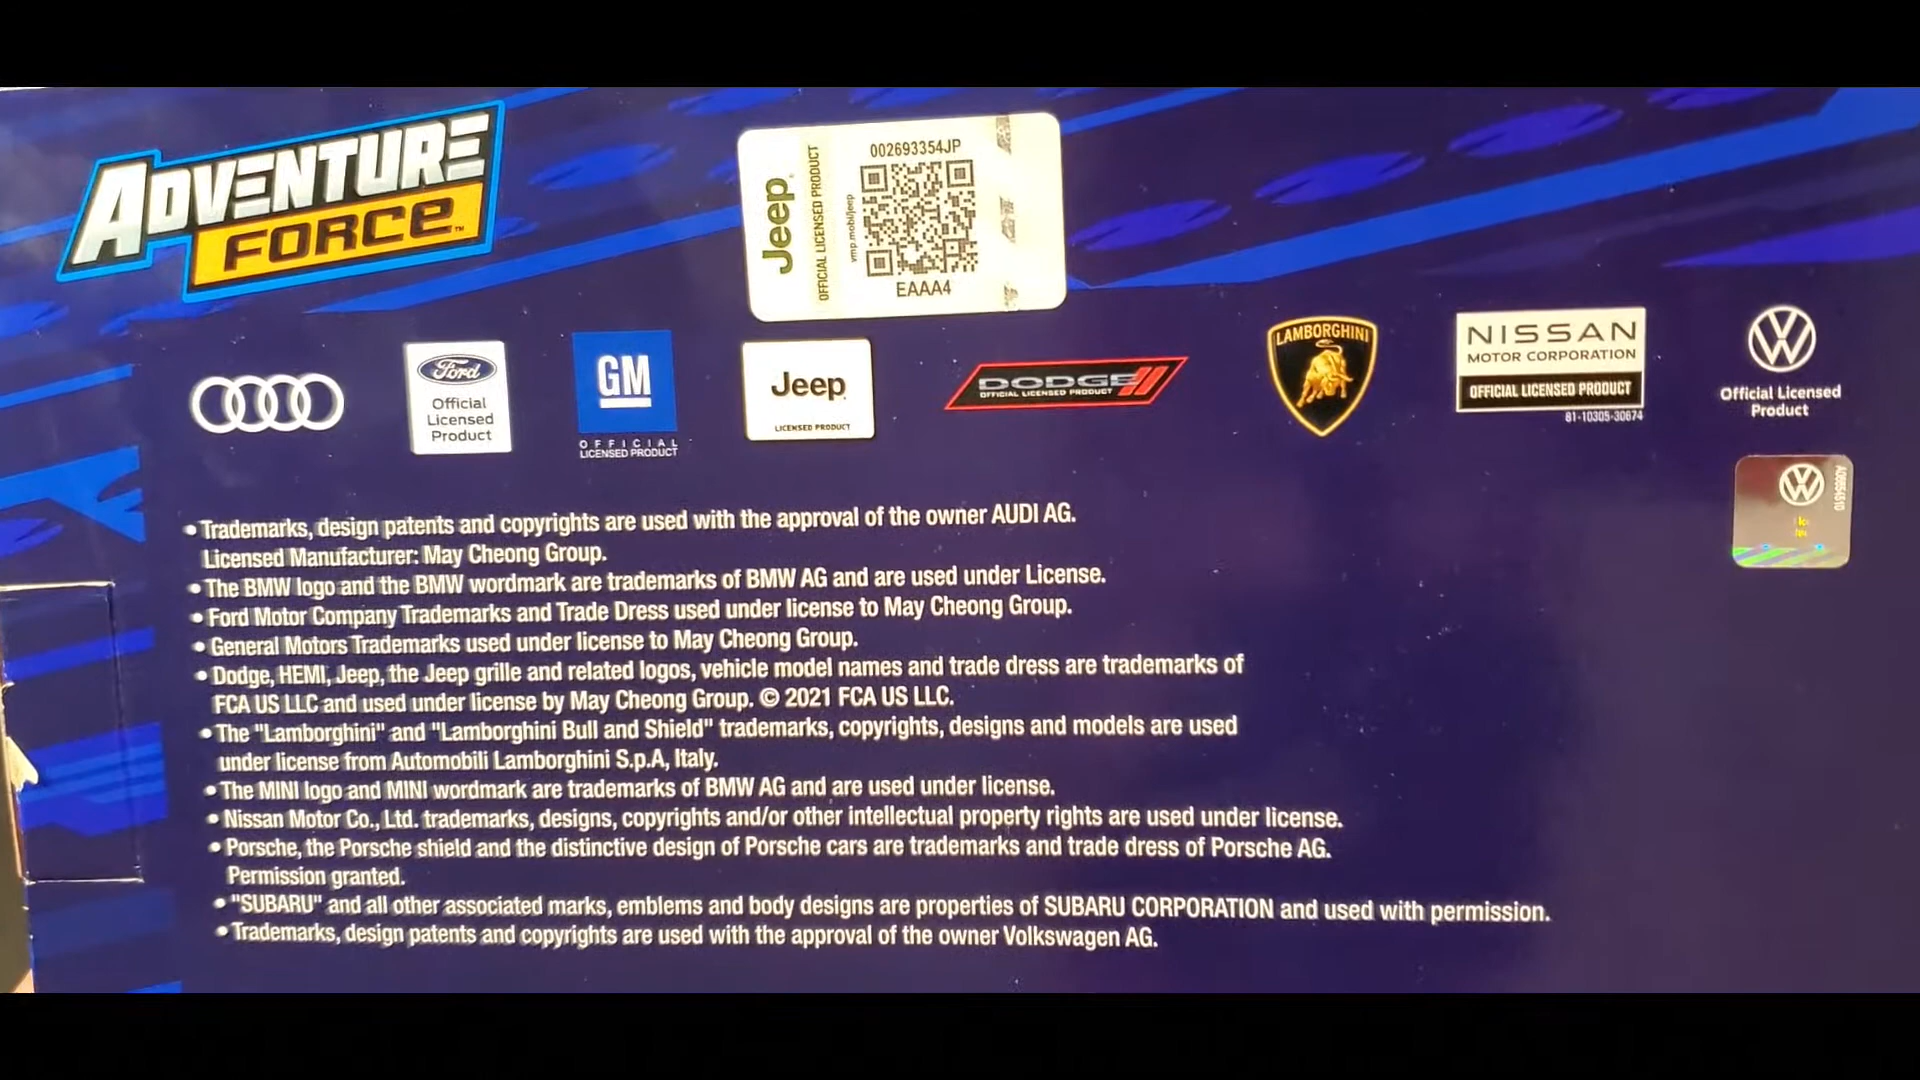 ADVENTURE
FORCE™
Jeep
OFFICIAL LICENSED PRODUCT
vmp.mobi/jeep
002693354JP
EAAA4
Ford
Official
Licensed
Product
GM
OFFICIAL
LICENSED PRODUCT
Jeep
LICENSED PRODUCT
DODGE
OFFICIAL LICENSED PRODUCT
LAMBORGHINI
NISSAN
MOTOR CORPORATION
OFFICIAL LICENSED PRODUCT
81-10305-30674
Official Licensed
Product
• Trademarks, design patents and copyrights are used with the approval of the owner AUDI AG.
Licensed Manufacturer: May Cheong Group.
• The BMW logo and the BMW wordmark are trademarks of BMW AG and are used under License.
• Ford Motor Company Trademarks and Trade Dress used under license to May Cheong Group.
• General Motors Trademarks used under license to May Cheong Group.
• Dodge, HEMI, Jeep, the Jeep grille and related logos, vehicle model names and trade dress are trademarks of
FCA US LLC and used under license by May Cheong Group. © 2021 FCA US LLC.
• The "Lamborghini" and "Lamborghini Bull and Shield" trademarks, copyrights, designs and models are used
under license from Automobili Lamborghini S.p.A, Italy.
• The MINI logo and MINI wordmark are trademarks of BMW AG and are used under license.
• Nissan Motor Co., Ltd. trademarks, designs, copyrights and/or other intellectual property rights are used under license.
• Porsche, the Porsche shield and the distinctive design of Porsche cars are trademarks and trade dress of Porsche AG.
Permission granted.
• "SUBARU" and all other associated marks, emblems and body designs are properties of SUBARU CORPORATION and used with permission.
• Trademarks, design patents and copyrights are used with the approval of the owner Volkswagen AG.